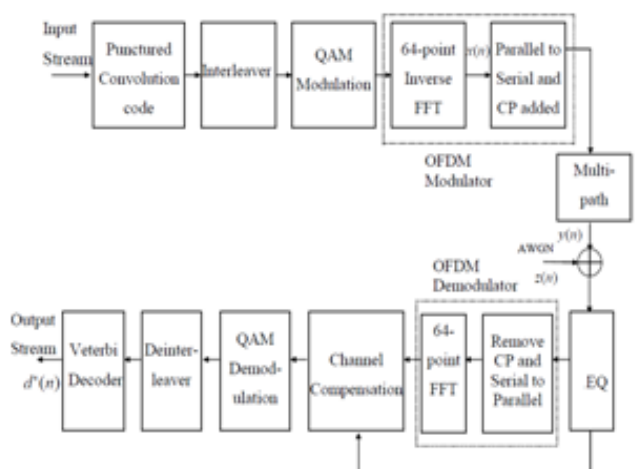 Input
Stream
Punctured
Convolution
code
Interleaver
QAM
Modulation
64-point
Inverse
FFT
x(n)
Parallel to
Serial and
CP added
OFDM
Modulator
Multi-
path
y(n)
AWGN
z(n)
OFDM
Demodulator
Output
Stream
d"(n)
Veterbi
Decoder
Deinter-
leaver
QAM
Demod-
ulation
Channel
Compensation
64-
point
FFT
Remove
CP and
Serial to
Parallel
EQ